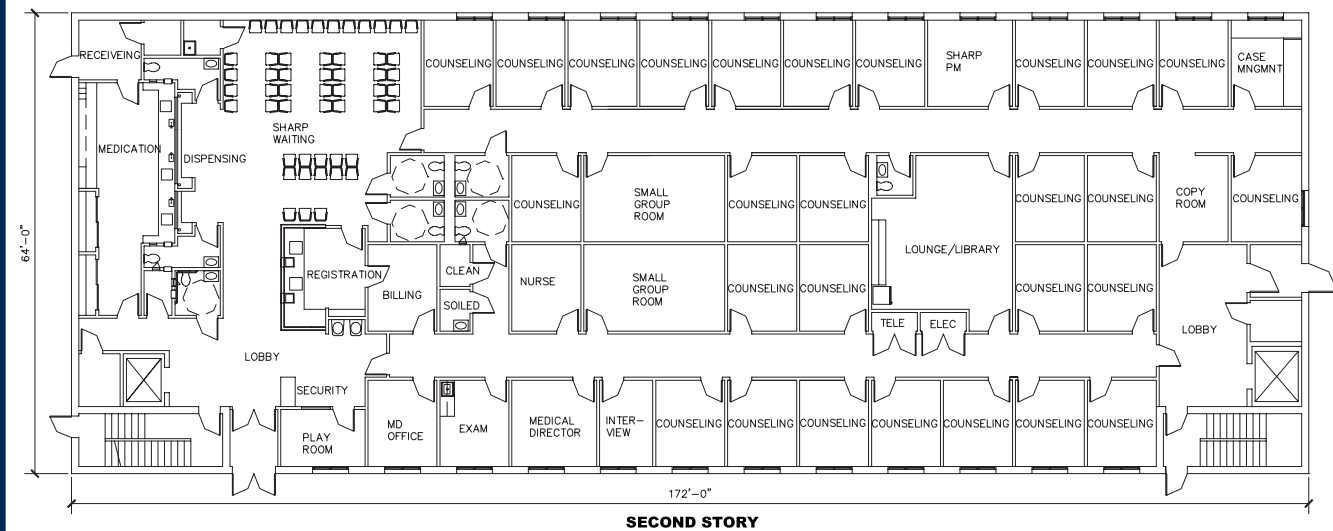 RECEIVEING
COUNSELING
COUNSELING
COUNSELING
COUNSELING
COUNSELING
COUNSELING
COUNSELING
SHARP
PM
COUNSELING
COUNSELING
COUNSELING
CASE
MNGMNT
MEDICATION
DISPENSING
SHARP
WAITING
COUNSELING
SMALL
GROUP
ROOM
COUNSELING
COUNSELING
LOUNGE/LIBRARY
COUNSELING
COUNSELING
COPY
ROOM
COUNSELING
64'-0"
REGISTRATION
BILLING
CLEAN
SOILED
NURSE
SMALL
GROUP
ROOM
COUNSELING
COUNSELING
COUNSELING
COUNSELING
TELE
ELEC
LOBBY
LOBBY
SECURITY
PLAY
ROOM
MD
OFFICE
EXAM
MEDICAL
DIRECTOR
INTER-
VIEW
COUNSELING
COUNSELING
COUNSELING
COUNSELING
COUNSELING
COUNSELING
COUNSELING
172'-0"
SECOND STORY